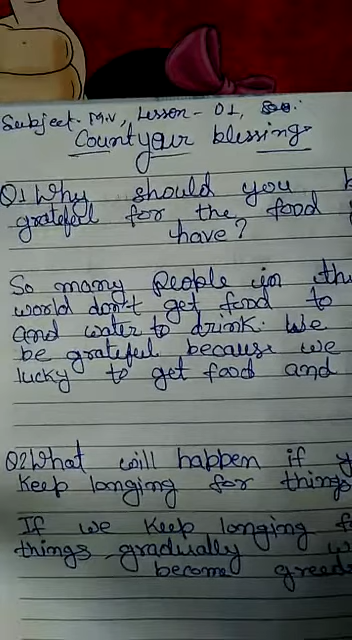 Subject- M.V, Lesson - 01,
Count your blessings
Q1 Why should you b
grateful for the food y
have?
So many people in the
world don't get food to
and water to drink. We
be grateful because we
lucky to get food and
Q2 What will happen if y
keep longing for things
If we keep longing f
things gradually w
become greed